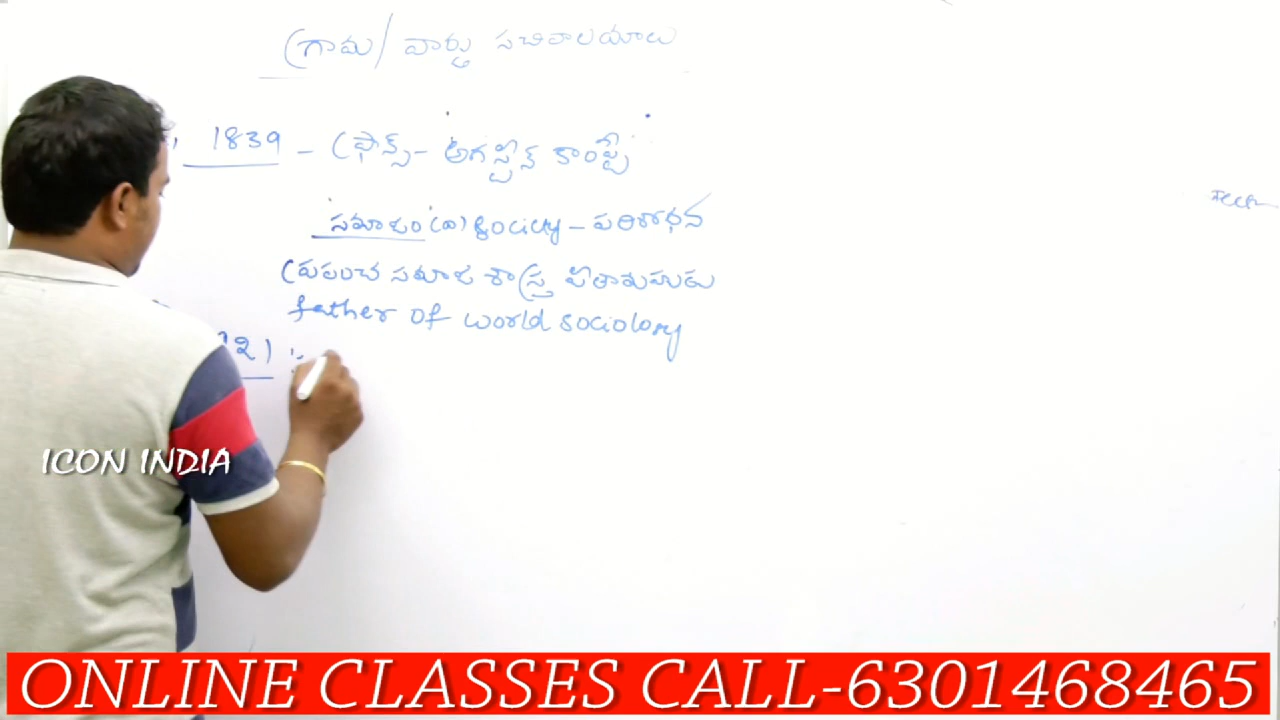 గ్రామ / వార్డు సచివాలయాలు
1839 - ఫ్రాన్స్ - అగస్టిన్ కాంప్టే
సమాజం (లే) society - పరిశోధన
ప్రపంచ సమాజ శాస్త్ర పితామహుడు
father of world sociology
ICON INDIA
ONLINE CLASSES CALL-6301468465